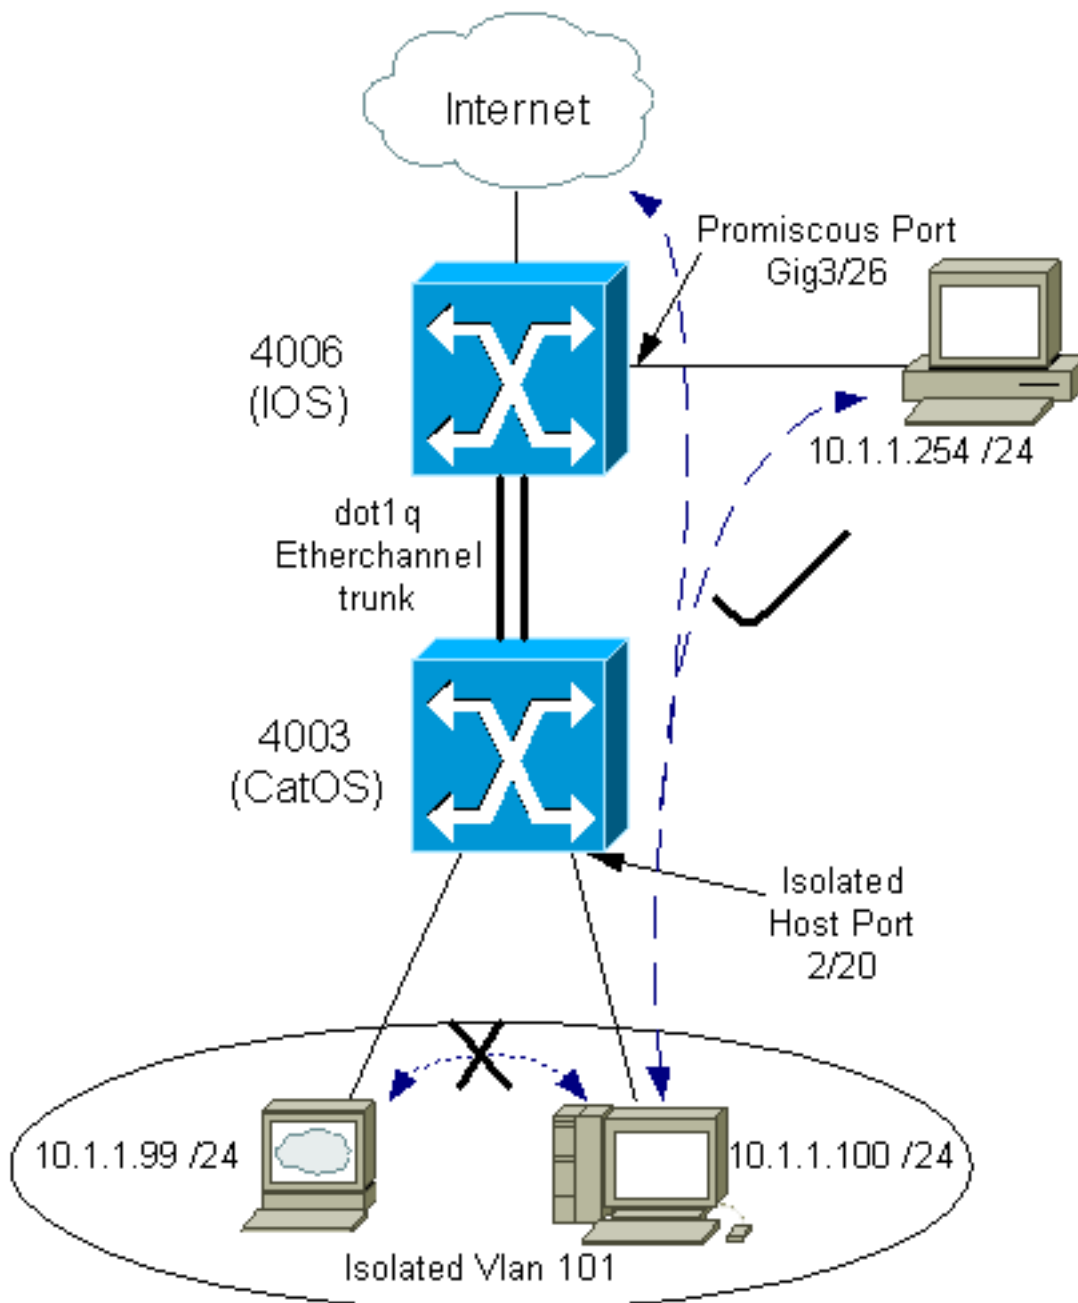 Internet
Promiscous Port
Gig3/26
4006
(IOS)
10.1.1.254 /24
dot1q
Etherchannel
trunk
4003
(CatOS)
Isolated
Host Port
2/20
10.1.1.99 /24
10.1.1.100 /24
Isolated Vlan 101